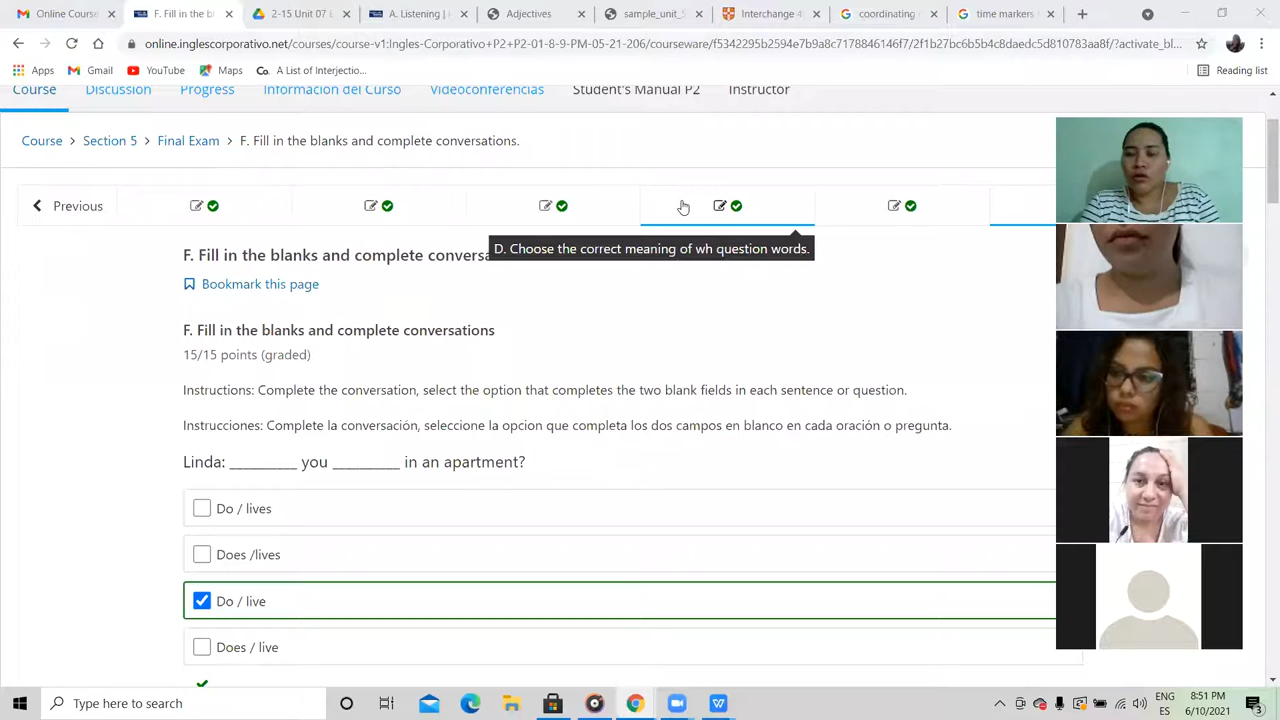 Online Course
F. Fill in the bl
2-15 Unit 07 E
A. Listening |
Adjectives
sample_unit_5
Interchange 4
coordinating
time markers
online.inglescorporativo.net/courses/course-v1:Ingles-Corporativo+P2+P2-01-8-9-PM-05-21-206/courseware/f5342295b2594e7b9a8c7178846146f7/2f1b27bc6b5b4c8daedc5d810783aa8f/?activate_bl...
Apps
Gmail
YouTube
Maps
Co.
A List of Interjectio...
Reading list
Course
Discussion
Progress
Información del Curso
Videoconferencias
Student's Manual P2
Instructor
Course > Section 5 > Final Exam > F. Fill in the blanks and complete conversations.
Previous
F. Fill in the blanks and complete conversa
D. Choose the correct meaning of wh question words.
Bookmark this page
F. Fill in the blanks and complete conversations
15/15 points (graded)
Instructions: Complete the conversation, select the option that completes the two blank fields in each sentence or question.
Instrucciones: Complete la conversación, seleccione la opcion que completa los dos campos en blanco en cada oración o pregunta.
Linda: __________ you __________ in an apartment?
Do / lives
Does /lives
Do / live
Does / live
Type here to search
ENG
ES
8:51 PM
6/10/2021
3